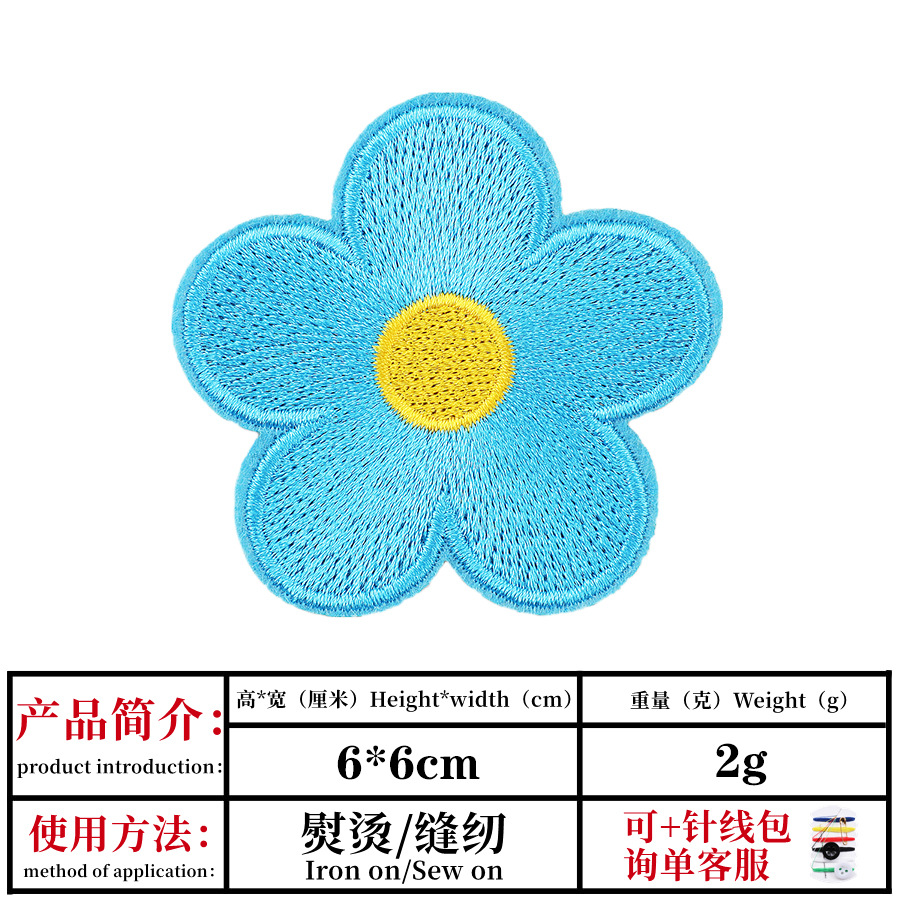 产品简介：
product introduction：
高*宽（厘米）Height*width（cm）
重量（克）Weight（g）
6*6cm
2g
使用方法：
method of application：
熨烫/缝纫
Iron on/Sew on
可+针线包
询单客服